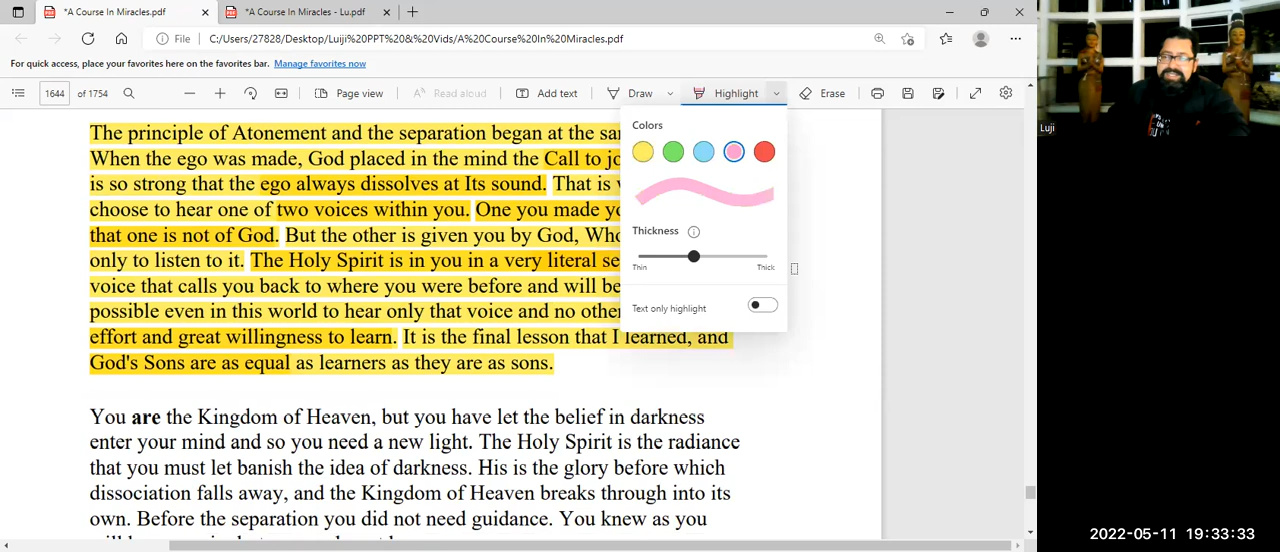 *A Course In Miracles.pdf
*A Course In Miracles - Lu.pdf
File
C:/Users/27828/Desktop/Luiji%20PPT%20&%20Vids/A%20Course%20In%20Miracles.pdf
For quick access, place your favorites here on the favorites bar. Manage favorites now
1644 of 1754
Page view
Read aloud
Add text
Draw
Highlight
Erase
The principle of Atonement and the separation began at the
When the ego was made, God placed in the mind the Call to
is so strong that the ego always dissolves at Its sound. That is
choose to hear one of two voices within you. One you made
that one is not of God. But the other is given you by God,
only to listen to it. The Holy Spirit is in you in a very literal
voice that calls you back to where you were before and will
possible even in this world to hear only that voice and no
effort and great willingness to learn. It is the final lesson that I learned, and
God's Sons are as equal as learners as they are as sons.
You are the Kingdom of Heaven, but you have let the belief in darkness
enter your mind and so you need a new light. The Holy Spirit is the radiance
that you must let banish the idea of darkness. His is the glory before which
dissociation falls away, and the Kingdom of Heaven breaks through into its
own. Before the separation you did not need guidance. You knew as you
Colors
Thickness
Thin
Thick
Text only highlight
Luji
2022-05-11 19:33:33